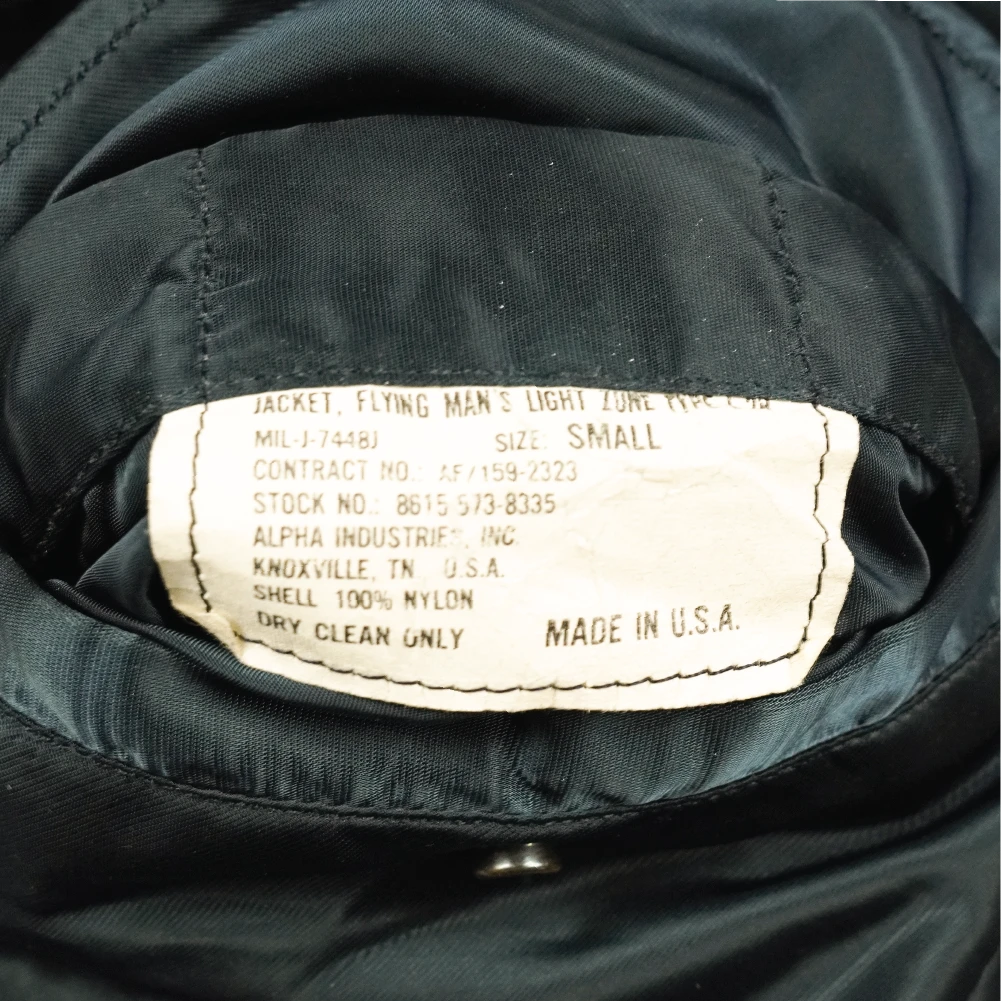 JACKET, FLYING MAN'S LIGHT ZONE TYPE
MIL-J-7448J SIZE: SMALL
CONTRACT NO.: AF/159-2323
STOCK NO.: 8615-573-8335
ALPHA INDUSTRIES, INC.
KNOXVILLE, TN U.S.A.
SHELL 100% NYLON
DRY CLEAN ONLY MADE IN U.S.A.